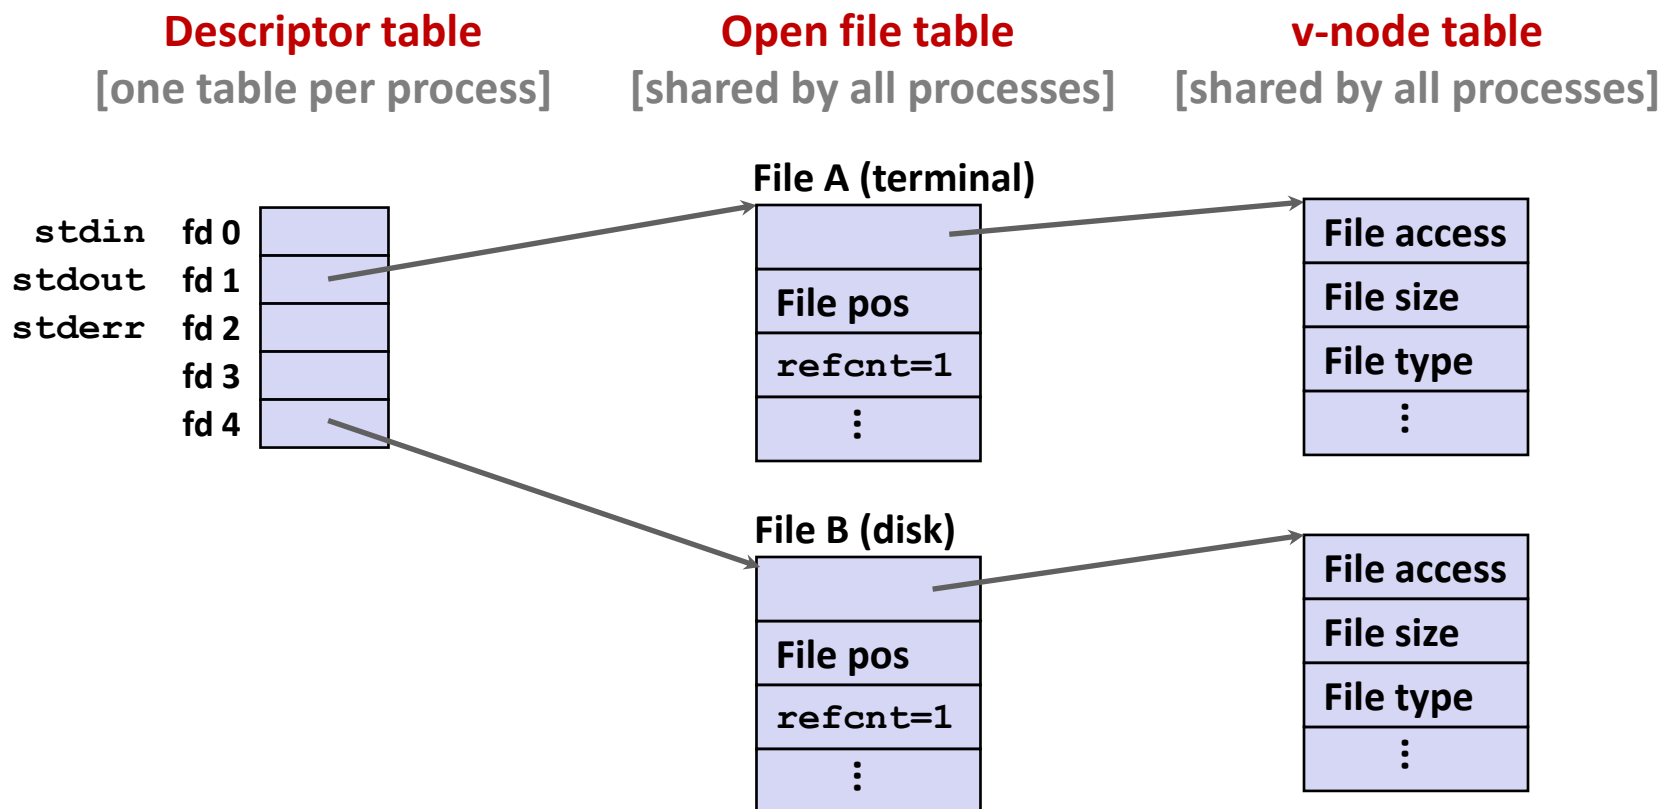 Descriptor table
[one table per process]
Open file table
[shared by all processes]
v-node table
[shared by all processes]
stdin fd 0
stdout fd 1
stderr fd 2
fd 3
fd 4
File A (terminal)
File pos
refcnt=1
⋮
File access
File size
File type
⋮
File B (disk)
File pos
refcnt=1
⋮
File access
File size
File type
⋮